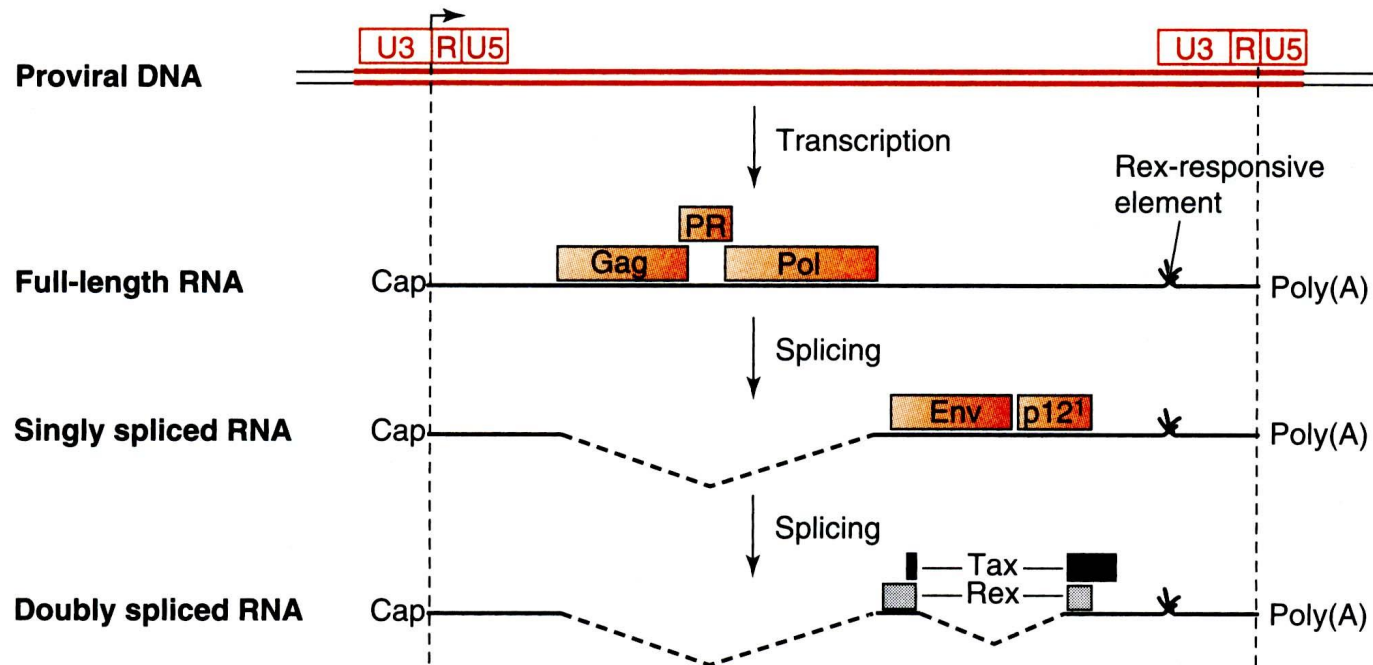 U3 R U5 U3 R U5
Proviral DNA
Transcription
Rex-responsive
element
PR
Gag Pol
Full-length RNA Cap Poly(A)
Splicing
Env p12¹
Singly spliced RNA Cap Poly(A)
Splicing
Tax
Rex
Doubly spliced RNA Cap Poly(A)